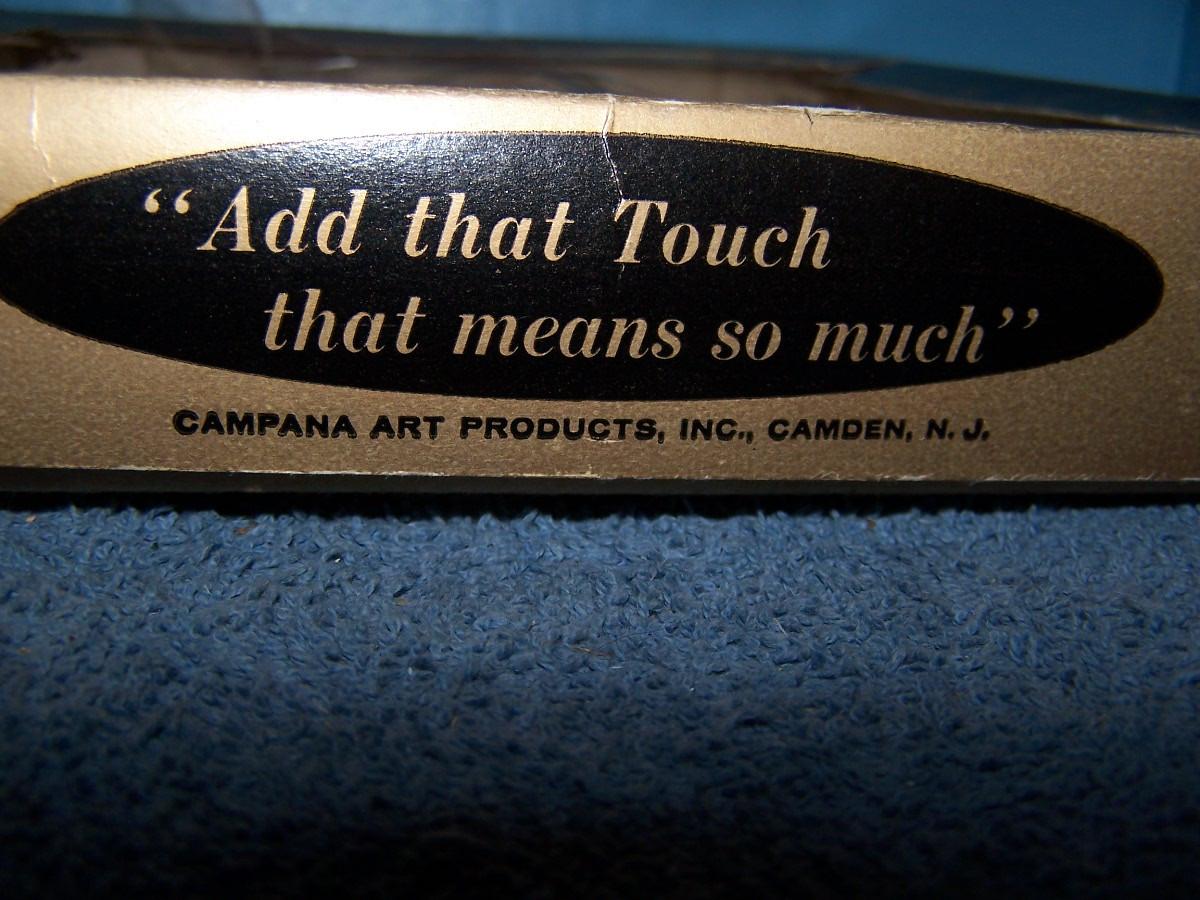 “Add that Touch
that means so much”
CAMPANA ART PRODUCTS, INC., CAMDEN, N. J.